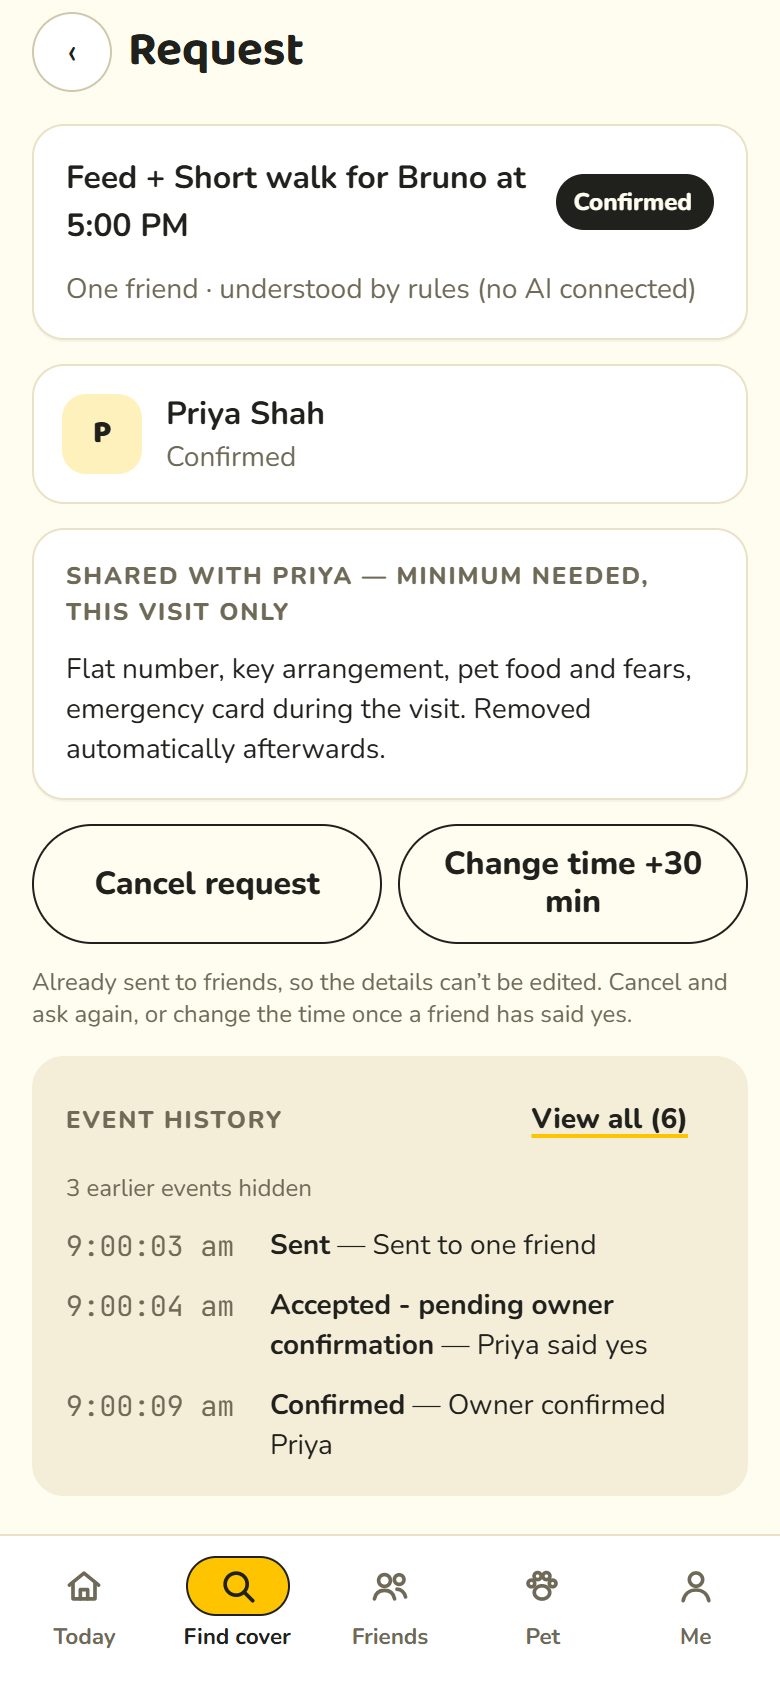 ‹ Request
Feed + Short walk for Bruno at
5:00 PM
Confirmed
One friend · understood by rules (no AI connected)
P
Priya Shah
Confirmed
SHARED WITH PRIYA — MINIMUM NEEDED,
THIS VISIT ONLY
Flat number, key arrangement, pet food and fears,
emergency card during the visit. Removed
automatically afterwards.
Cancel request
Change time +30
min
Already sent to friends, so the details can’t be edited. Cancel and
ask again, or change the time once a friend has said yes.
EVENT HISTORY
View all (6)
3 earlier events hidden
9:00:03 am Sent — Sent to one friend
9:00:04 am Accepted - pending owner
confirmation — Priya said yes
9:00:09 am Confirmed — Owner confirmed
Priya
Today
Find cover
Friends
Pet
Me